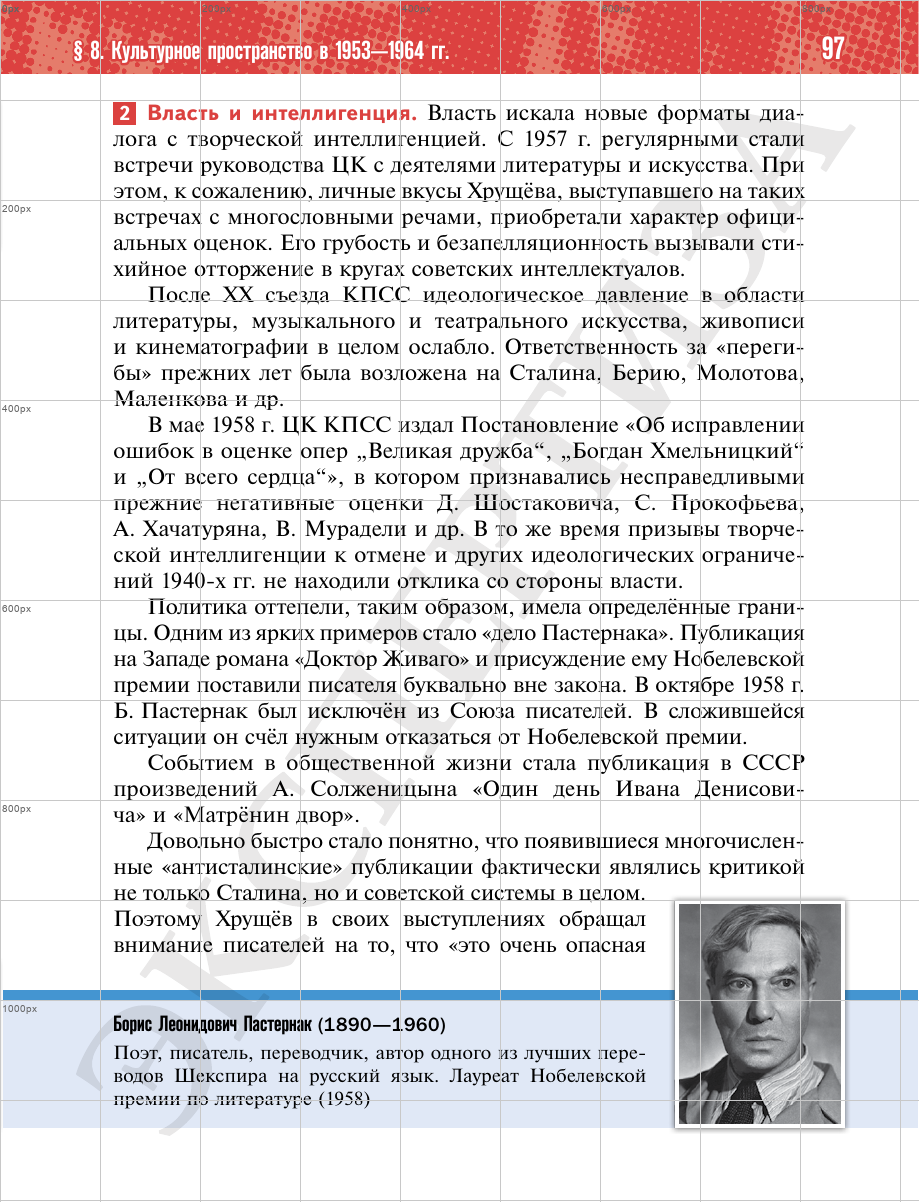 § 8. Культурное пространство в 1953—1964 гг.
97
2 Власть и интеллигенция. Власть искала новые форматы диа-
лога с творческой интеллигенцией. С 1957 г. регулярными стали
встречи руководства ЦК с деятелями литературы и искусства. При
этом, к сожалению, личные вкусы Хрущёва, выступавшего на таких
встречах с многословными речами, приобретали характер офици-
альных оценок. Его грубость и безапелляционность вызывали сти-
хийное отторжение в кругах советских интеллектуалов.
После XX съезда КПСС идеологическое давление в области
литературы, музыкального и театрального искусства, живописи
и кинематографии в целом ослабло. Ответственность за «переги-
бы» прежних лет была возложена на Сталина, Берию, Молотова,
Маленкова и др.
В мае 1958 г. ЦК КПСС издал Постановление «Об исправлении
ошибок в оценке опер „Великая дружба“, „Богдан Хмельницкий“
и „От всего сердца“», в котором признавались несправедливыми
прежние негативные оценки Д. Шостаковича, С. Прокофьева,
А. Хачатуряна, В. Мурадели и др. В то же время призывы творче-
ской интеллигенции к отмене и других идеологических ограниче-
ний 1940-х гг. не находили отклика со стороны власти.
Политика оттепели, таким образом, имела определённые грани-
цы. Одним из ярких примеров стало «дело Пастернака». Публикация
на Западе романа «Доктор Живаго» и присуждение ему Нобелевской
премии поставили писателя буквально вне закона. В октябре 1958 г.
Б. Пастернак был исключён из Союза писателей. В сложившейся
ситуации он счёл нужным отказаться от Нобелевской премии.
Событием в общественной жизни стала публикация в СССР
произведений А. Солженицына «Один день Ивана Денисови-
ча» и «Матрёнин двор».
Довольно быстро стало понятно, что появившиеся многочислен-
ные «антисталинские» публикации фактически являлись критикой
не только Сталина, но и советской системы в целом.
Поэтому Хрущёв в своих выступлениях обращал
внимание писателей на то, что «это очень опасная
Борис Леонидович Пастернак (1890—1960)
Поэт, писатель, переводчик, автор одного из лучших пере-
водов Шекспира на русский язык. Лауреат Нобелевской
премии по литературе (1958)
ЭКСПЕРТИЗА
200px
400px
600px
800px
1000px